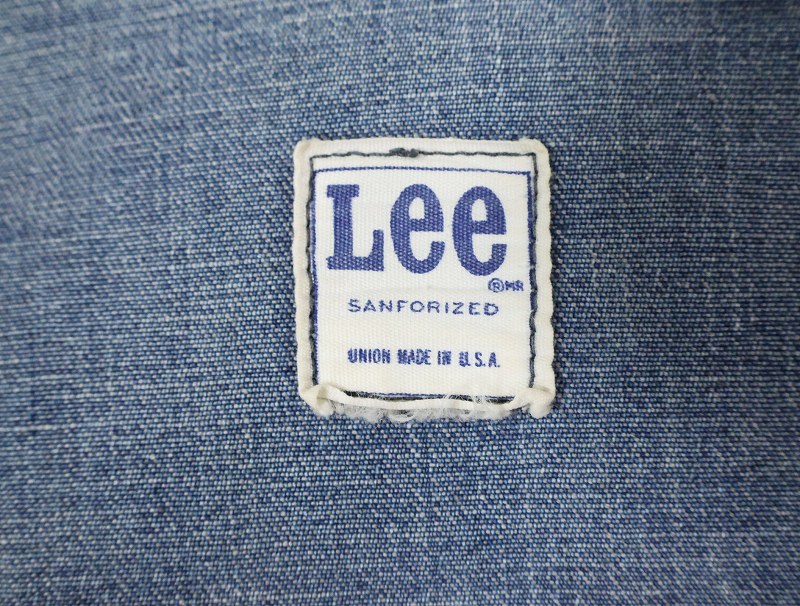 Lee
® MR
SANFORIZED
UNION MADE IN U.S.A.